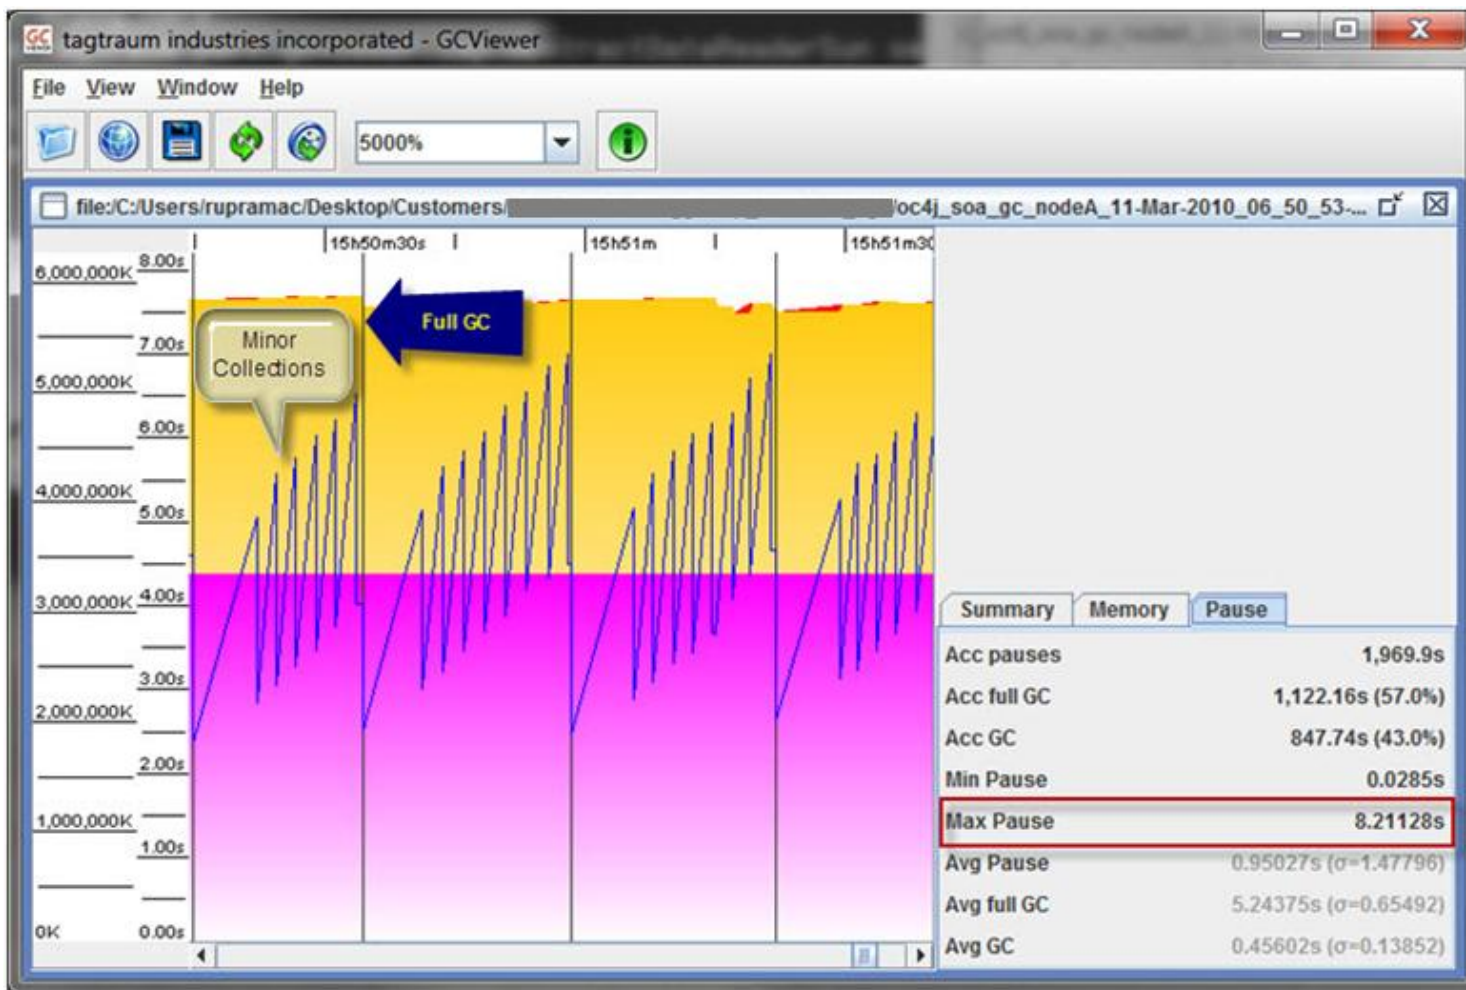 tagtraum industries incorporated - GCViewer
File View Window Help
5000%
file:/C:/Users/rupramac/Desktop/Customers/
/oc4j_soa_gc_nodeA_11-Mar-2010_06_50_53-...
15h50m30s
15h51m
15h51m30
8.00s
6,000,000K
Full GC
Minor
Collections
7.00s
5,000,000K
6.00s
4,000,000K
5.00s
3,000,000K
4.00s
3.00s
2,000,000K
2.00s
1,000,000K
1.00s
0K
0.00s
Summary Memory Pause
Acc pauses 1,969.9s
Acc full GC 1,122.16s (57.0%)
Acc GC 847.74s (43.0%)
Min Pause 0.0285s
Max Pause 8.21128s
Avg Pause 0.95027s (σ=1.47796)
Avg full GC 5.24375s (σ=0.65492)
Avg GC 0.45602s (σ=0.13852)